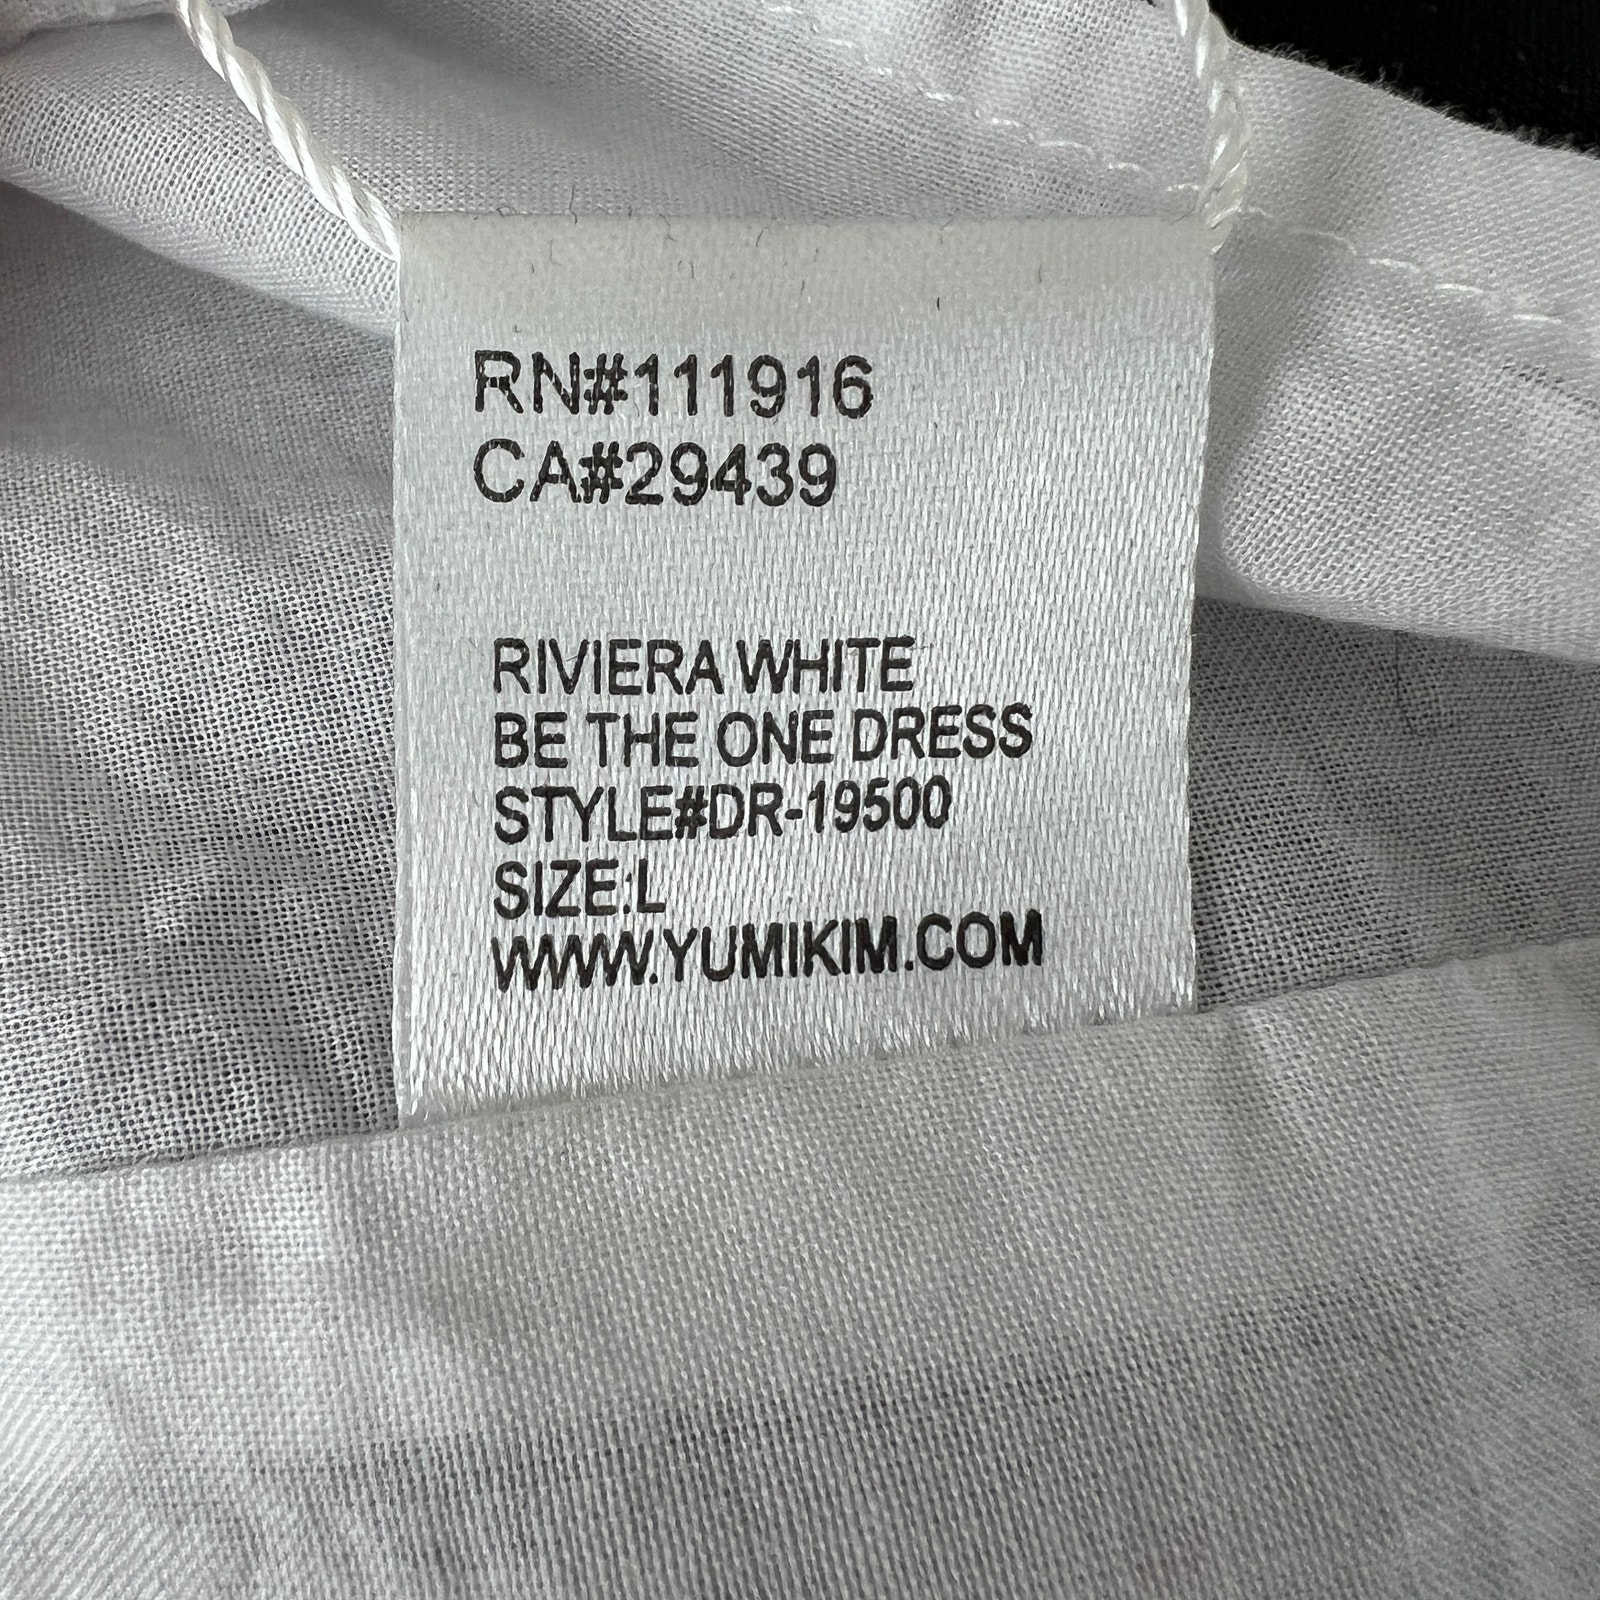 RN#111916
CA#29439
RIVIERA WHITE
BE THE ONE DRESS
STYLE#DR-19500
SIZE:L
WWW.YUMIKIM.COM